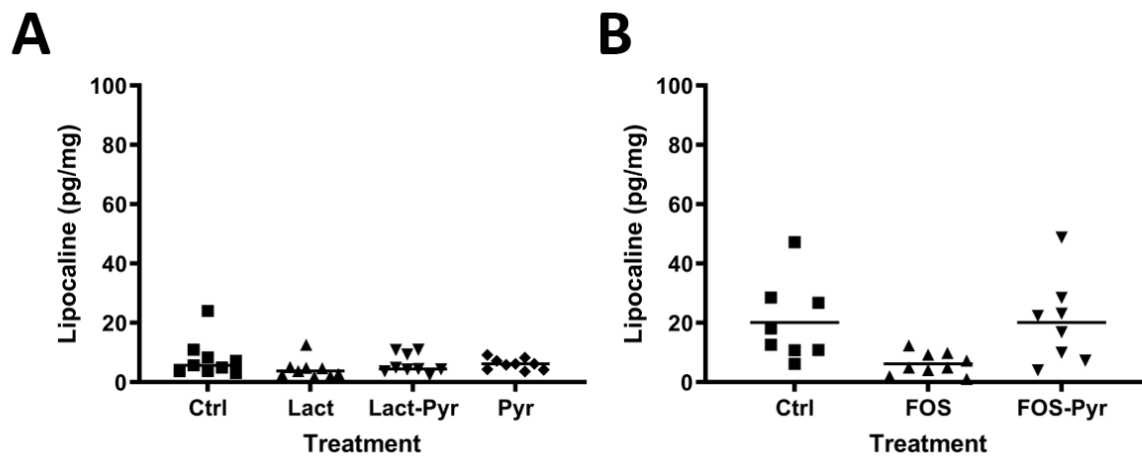 A
Lipocaline (pg/mg)
100
80
60
40
20
0
Ctrl Lact Lact-Pyr Pyr
Treatment
B
Lipocaline (pg/mg)
100
80
60
40
20
0
Ctrl FOS FOS-Pyr
Treatment